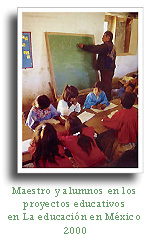 Maestro y alumnos en los
proyectos educativos
en La educación en México
2000